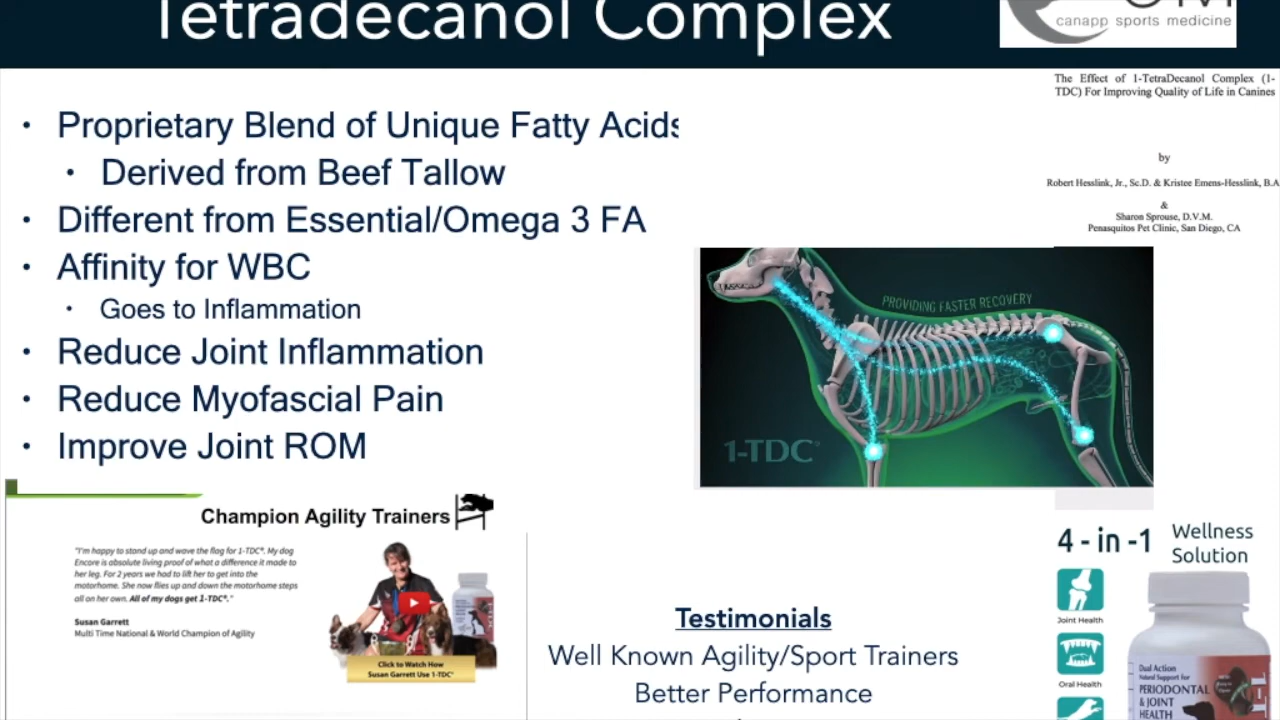 Tetradecanol Complex
canapp sports medicine
• Proprietary Blend of Unique Fatty Acids
• Derived from Beef Tallow
• Different from Essential/Omega 3 FA
• Affinity for WBC
• Goes to Inflammation
• Reduce Joint Inflammation
• Reduce Myofascial Pain
• Improve Joint ROM
The Effect of 1-TetraDecanol Complex (1-
TDC) For Improving Quality of Life in Canines
by
Robert Hesslink, Jr., Sc.D. & Kristee Emens-Hesslink, B.A
&
Sharon Sprouse, D.V.M.
Penasquitos Pet Clinic, San Diego, CA
PROVIDING FASTER RECOVERY
1-TDC®
Champion Agility Trainers
"I'm happy to stand up and wave the flag for 1-TDC®. My dog
Encore is absolute living proof of what a difference it made to
her leg. For 2 years we had to lift her to get into the
motorhome. She now flies up and down the motorhome steps
all on her own. All of my dogs get 1-TDC®."
Susan Garrett
Multi Time National & World Champion of Agility
Click to Watch How
Susan Garrett Use 1-TDC®
Testimonials
Well Known Agility/Sport Trainers
Better Performance
4 - in -1
Wellness
Solution
Joint Health
Oral Health
Dual Action
Natural Support for
PERIODONTAL
& JOINT
HEALTH